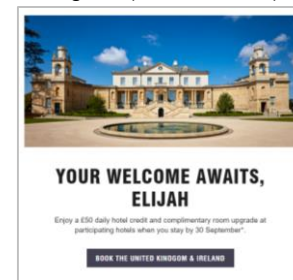 YOUR WELCOME AWAITS,
ELIJAH
Enjoy a £50 daily hotel credit and complimentary room upgrade at
participating hotels when you stay by 30 September*.
BOOK THE UNITED KINGDOM & IRELAND